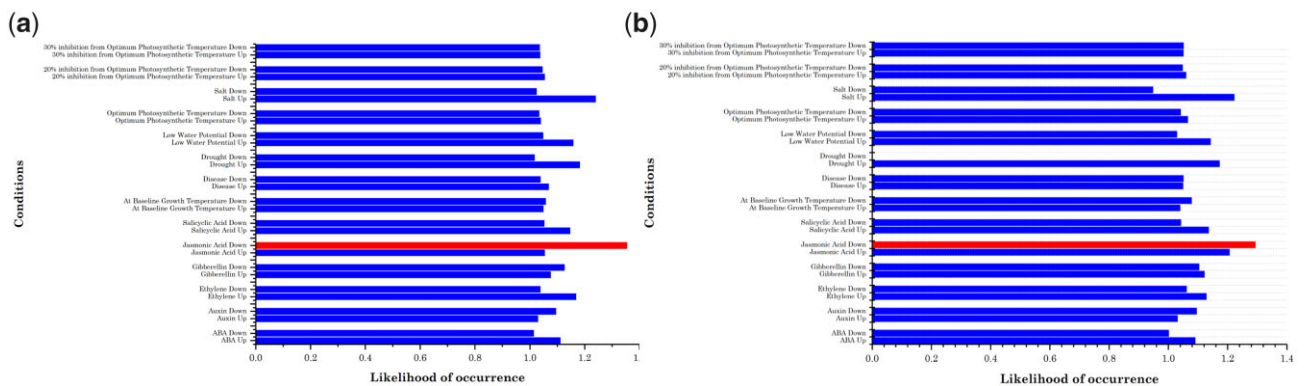 (a)
30% inhibition from Optimum Photosynthetic Temperature Down
30% inhibition from Optimum Photosynthetic Temperature Up
20% inhibition from Optimum Photosynthetic Temperature Down
20% inhibition from Optimum Photosynthetic Temperature Up
Salt Down
Salt Up
Optimum Photosynthetic Temperature Down
Optimum Photosynthetic Temperature Up
Low Water Potential Down
Low Water Potential Up
Drought Down
Drought Up
Disease Down
Disease Up
At Baseline Growth Temperature Down
At Baseline Growth Temperature Up
Salicyclic Acid Down
Salicyclic Acid Up
Jasmonic Acid Down
Jasmonic Acid Up
Gibberellin Down
Gibberellin Up
Ethylene Down
Ethylene Up
Auxin Down
Auxin Up
ABA Down
ABA Up
Conditions
0.0 0.2 0.4 0.6 0.8 1.0 1.2 1.
Likelihood of occurrence
(b)
30% inhibition from Optimum Photosynthetic Temperature Down
30% inhibition from Optimum Photosynthetic Temperature Up
20% inhibition from Optimum Photosynthetic Temperature Down
20% inhibition from Optimum Photosynthetic Temperature Up
Salt Down
Salt Up
Optimum Photosynthetic Temperature Down
Optimum Photosynthetic Temperature Up
Low Water Potential Down
Low Water Potential Up
Drought Down
Drought Up
Disease Down
Disease Up
At Baseline Growth Temperature Down
At Baseline Growth Temperature Up
Salicyclic Acid Down
Salicyclic Acid Up
Jasmonic Acid Down
Jasmonic Acid Up
Gibberellin Down
Gibberellin Up
Ethylene Down
Ethylene Up
Auxin Down
Auxin Up
ABA Down
ABA Up
Conditions
0.0 0.2 0.4 0.6 0.8 1.0 1.2 1.4
Likelihood of occurrence